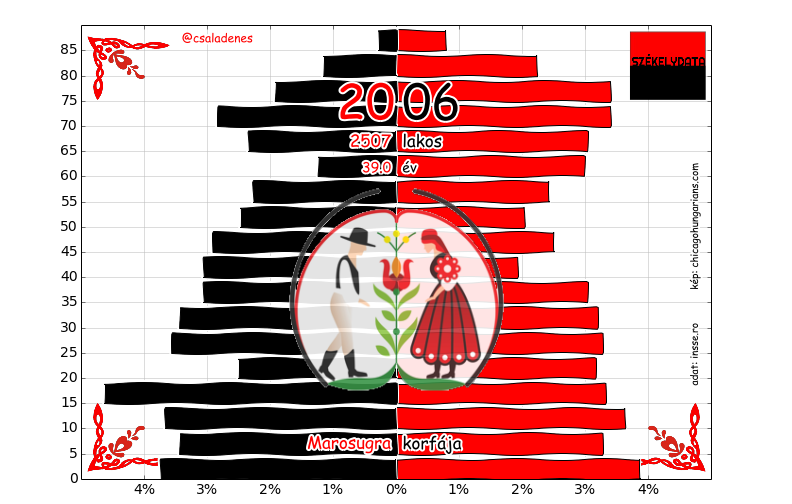 @csaladenes
SZÉKELYDATA
2006
2507 lakos
39.0 év
Marosugra korfája
kép: chicagohungarians.com
adat: insse.ro
85
80
75
70
65
60
55
50
45
40
35
30
25
20
15
10
5
0
4% 3% 2% 1% 0% 1% 2% 3% 4%